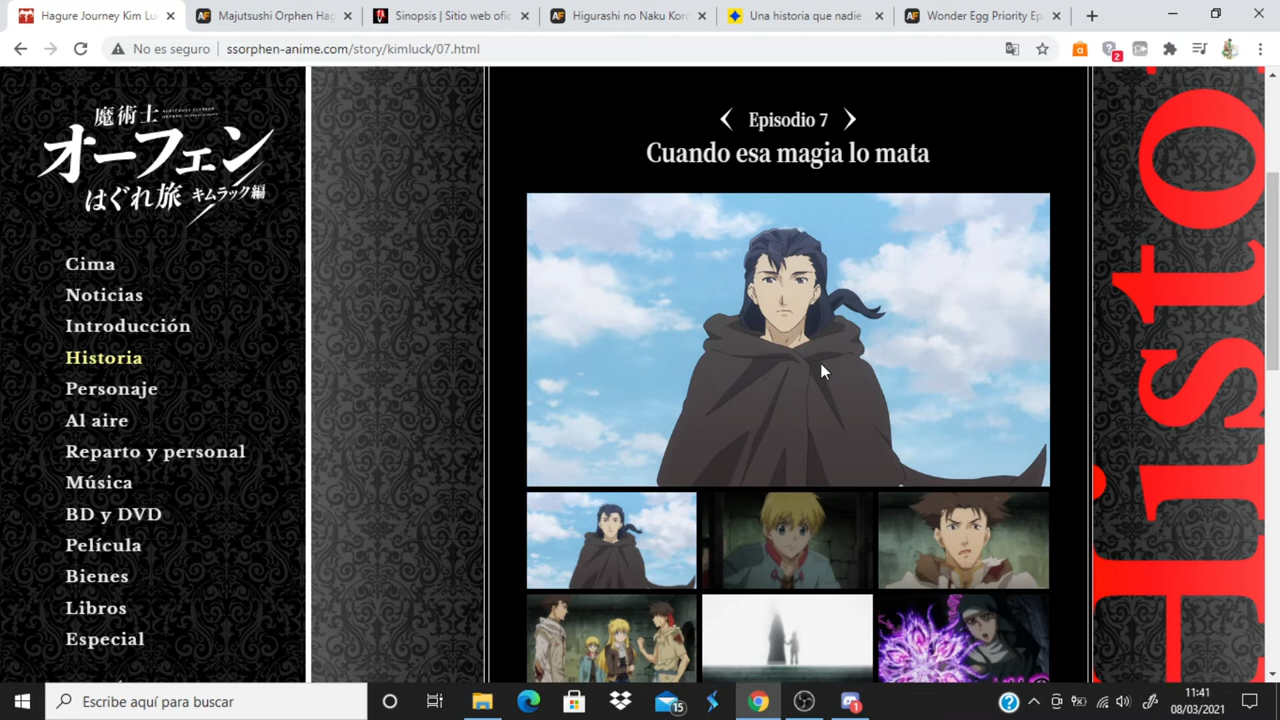 Hagure Journey Kim Lu
Majutsushi Orphen Hag
Sinopsis | Sitio web ofic
Higurashi no Naku Koro
Una historia que nadie
Wonder Egg Priority Ep
No es seguro
ssorphen-anime.com/story/kimluck/07.html
2
魔術士
オーフェン
はぐれ旅 キムラック編
Cima
Noticias
Introducción
Historia
Personaje
Al aire
Reparto y personal
Música
BD y DVD
Película
Bienes
Libros
Especial
Episodio 7
Cuando esa magia lo mata
Histo
Escribe aquí para buscar
15
1
11:41
08/03/2021